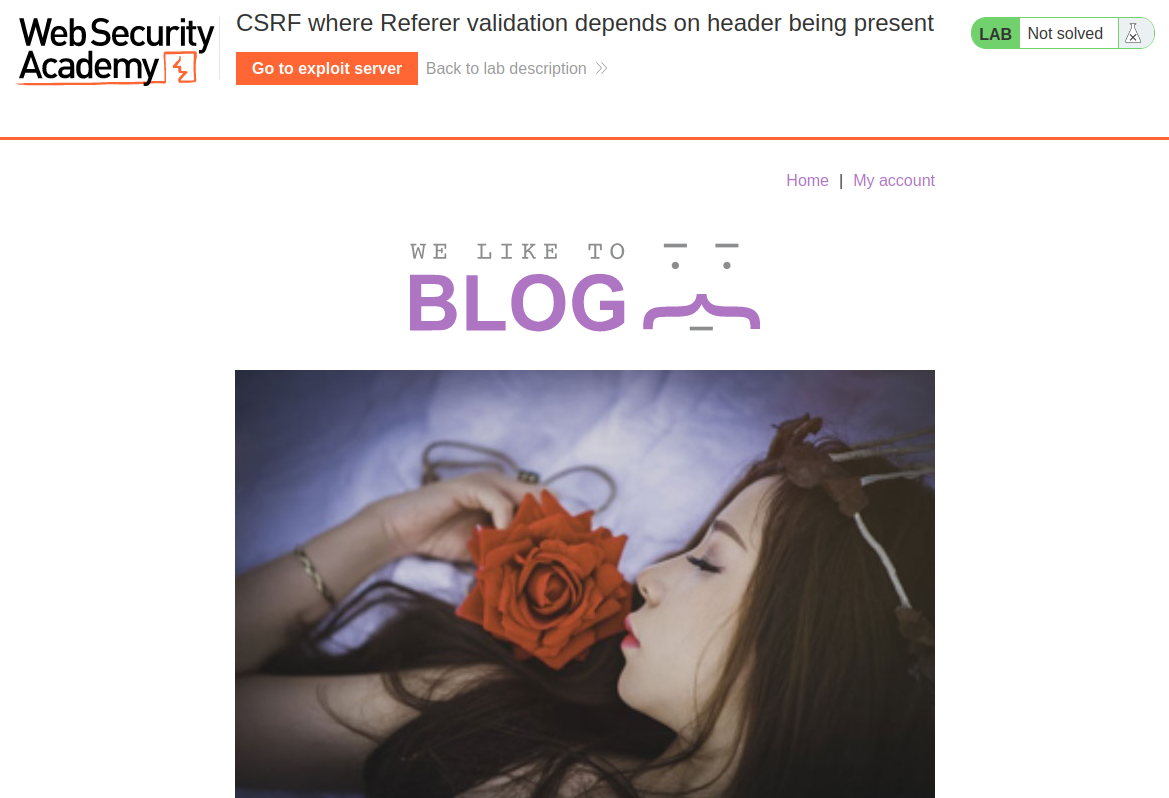 Web Security
Academy
CSRF where Referer validation depends on header being present
Go to exploit server
Back to lab description
LAB
Not solved
Home | My account
WE LIKE TO
BLOG